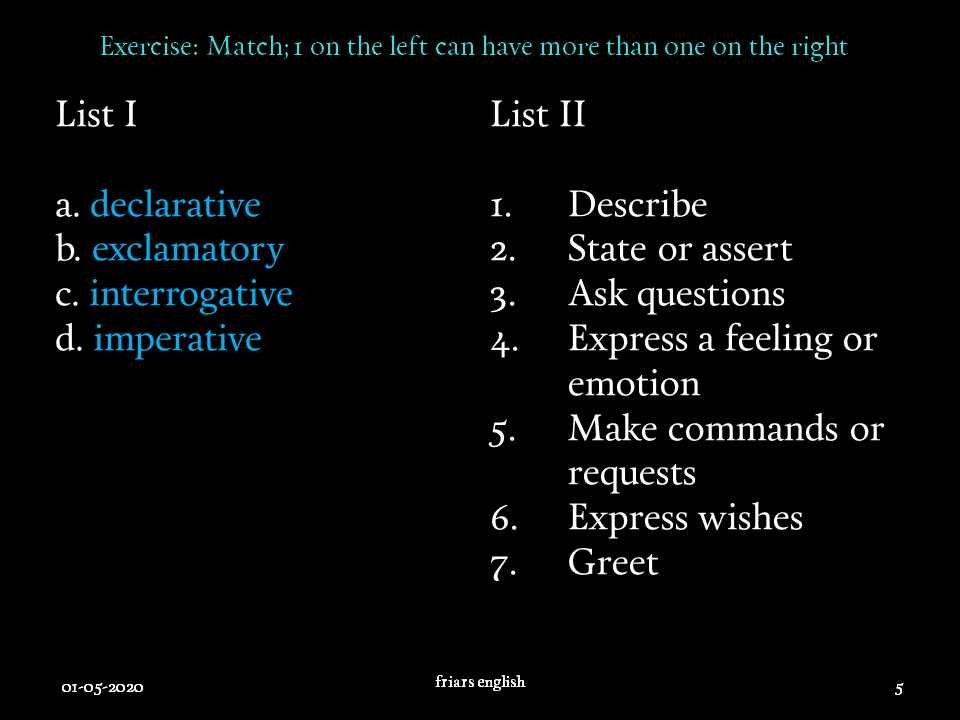 Exercise: Match; 1 on the left can have more than one on the right
List I
a. declarative
b. exclamatory
c. interrogative
d. imperative
List II
1. Describe
2. State or assert
3. Ask questions
4. Express a feeling or
emotion
5. Make commands or
requests
6. Express wishes
7. Greet
01-05-2020
friars english
5